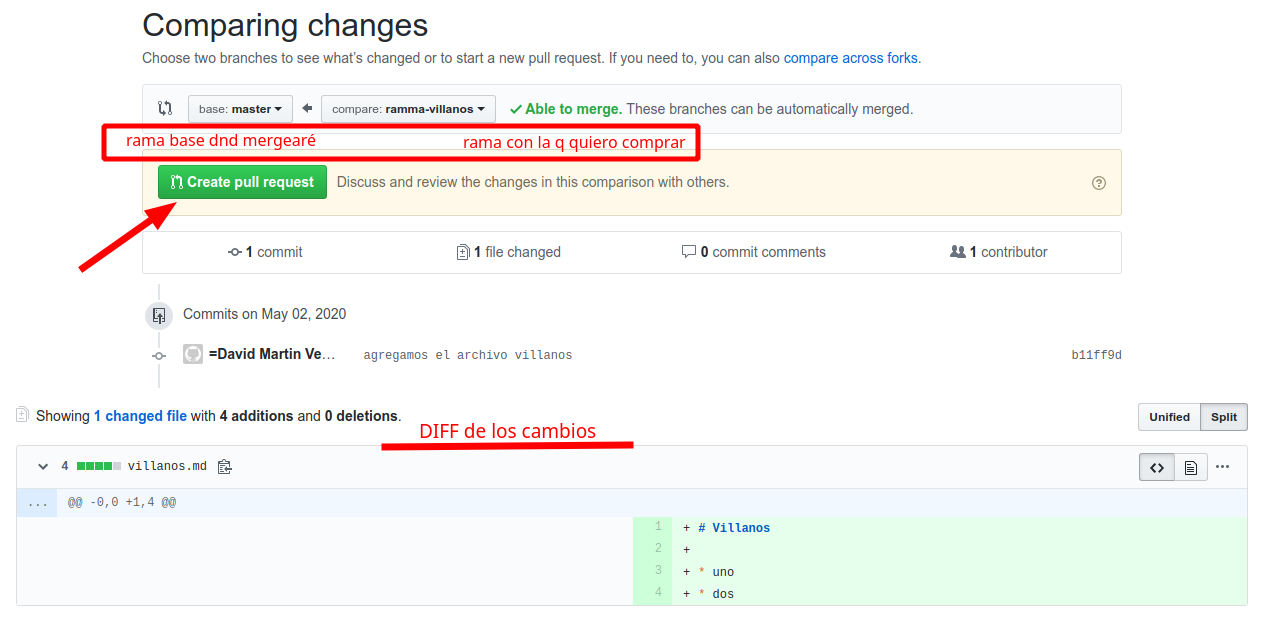 Comparing changes
Choose two branches to see what's changed or to start a new pull request. If you need to, you can also compare across forks.
base: master compare: ramma-villanos Able to merge. These branches can be automatically merged.
rama base dnd mergearé rama con la q quiero comprar
Create pull request Discuss and review the changes in this comparison with others.
1 commit 1 file changed 0 commit comments 1 contributor
Commits on May 02, 2020
=David Martin Ve… agregamos el archivo villanos b11ff9d
Showing 1 changed file with 4 additions and 0 deletions. Unified Split
DIFF de los cambios
4 villanos.md
... @@ -0,0 +1,4 @@
1 + # Villanos
2 +
3 + * uno
4 + * dos